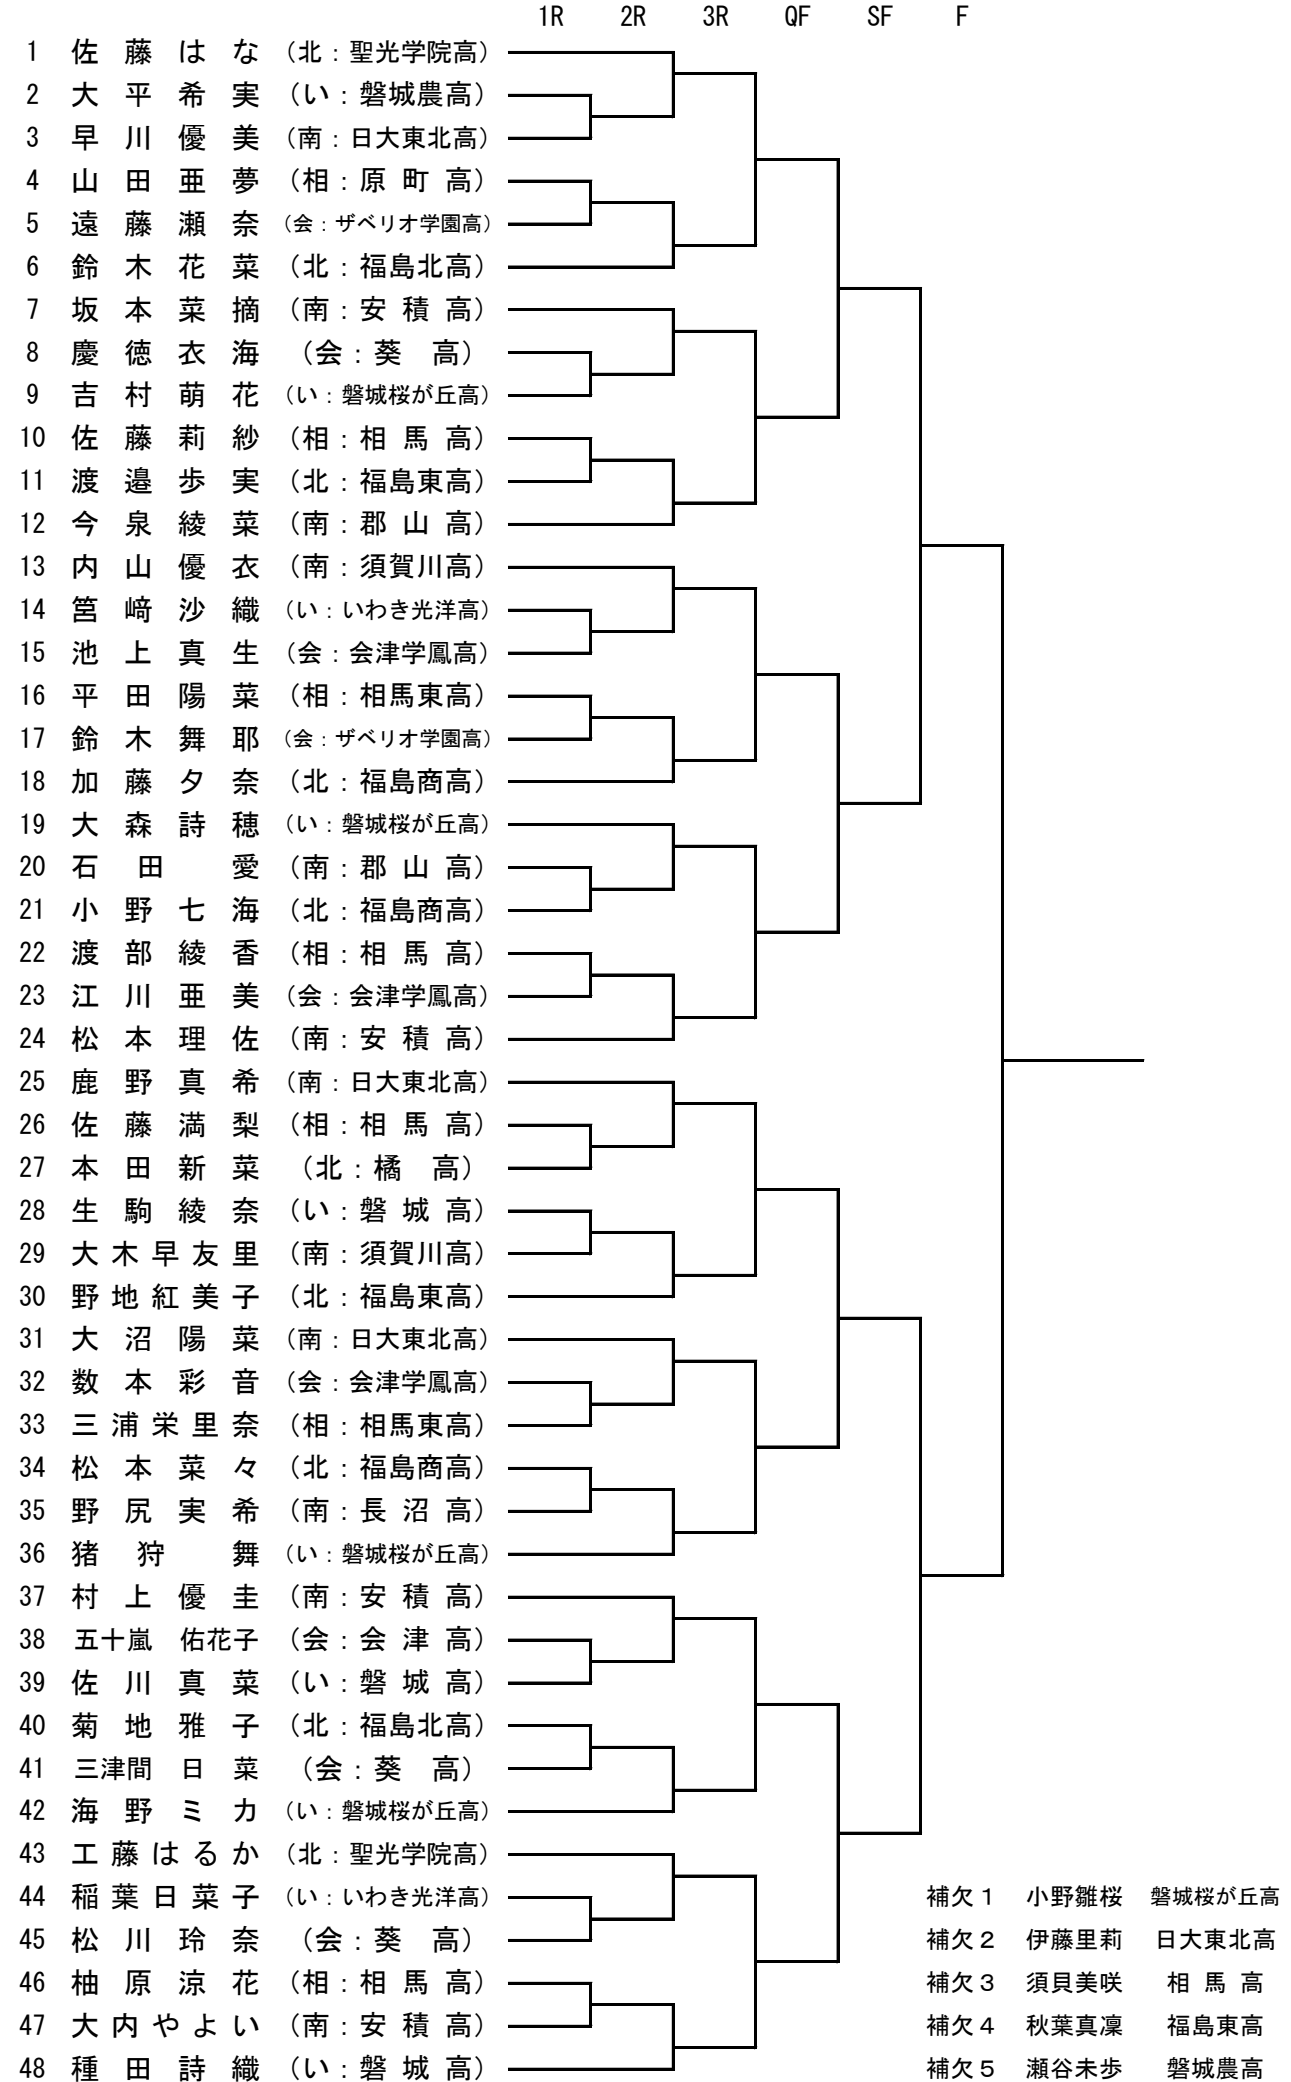 1R 2R 3R QF SF F
1 佐藤はな （北：聖光学院高）
2 大平希実 （い：磐城農高）
3 早川優美 （南：日大東北高）
4 山田亜夢 （相：原町高）
5 遠藤瀬奈 （会：ザベリオ学園高）
6 鈴木花菜 （北：福島北高）
7 坂本菜摘 （南：安積高）
8 慶徳衣海 （会：葵高）
9 吉村萌花 （い：磐城桜が丘高）
10 佐藤莉紗 （相：相馬高）
11 渡邉歩実 （北：福島東高）
12 今泉綾菜 （南：郡山高）
13 内山優衣 （南：須賀川高）
14 筥﨑沙織 （い：いわき光洋高）
15 池上真生 （会：会津学鳳高）
16 平田陽菜 （相：相馬東高）
17 鈴木舞耶 （会：ザベリオ学園高）
18 加藤夕奈 （北：福島商高）
19 大森詩穂 （い：磐城桜が丘高）
20 石田愛 （南：郡山高）
21 小野七海 （北：福島商高）
22 渡部綾香 （相：相馬高）
23 江川亜美 （会：会津学鳳高）
24 松本理佐 （南：安積高）
25 鹿野真希 （南：日大東北高）
26 佐藤満梨 （相：相馬高）
27 本田新菜 （北：橘高）
28 生駒綾奈 （い：磐城高）
29 大木早友里 （南：須賀川高）
30 野地紅美子 （北：福島東高）
31 大沼陽菜 （南：日大東北高）
32 数本彩音 （会：会津学鳳高）
33 三浦栄里奈 （相：相馬東高）
34 松本菜々 （北：福島商高）
35 野尻実希 （南：長沼高）
36 猪狩舞 （い：磐城桜が丘高）
37 村上優圭 （南：安積高）
38 五十嵐 佑花子 （会：会津高）
39 佐川真菜 （い：磐城高）
40 菊地雅子 （北：福島北高）
41 三津間 日菜 （会：葵高）
42 海野ミカ （い：磐城桜が丘高）
43 工藤はるか （北：聖光学院高）
44 稲葉日菜子 （い：いわき光洋高） 補欠１ 小野雛桜 磐城桜が丘高
45 松川玲奈 （会：葵高） 補欠２ 伊藤里莉 日大東北高
46 柚原涼花 （相：相馬高） 補欠３ 須貝美咲 相馬高
47 大内やよい （南：安積高） 補欠４ 秋葉真凜 福島東高
48 種田詩織 （い：磐城高） 補欠５ 瀬谷未歩 磐城農高